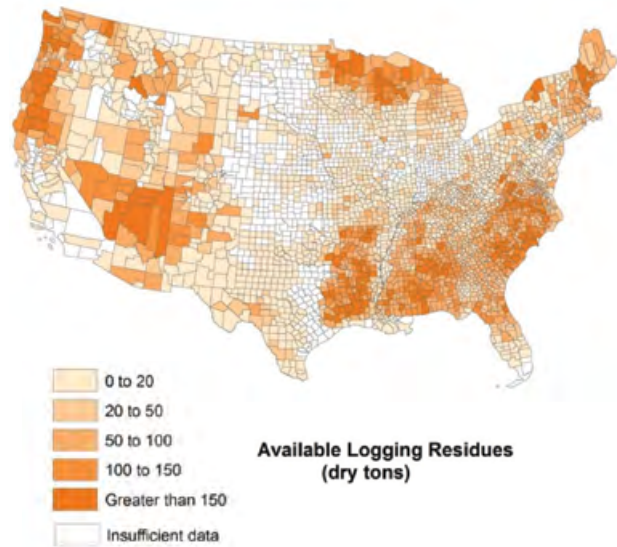 0 to 20
20 to 50
50 to 100
100 to 150
Greater than 150
Insufficient data
Available Logging Residues
(dry tons)